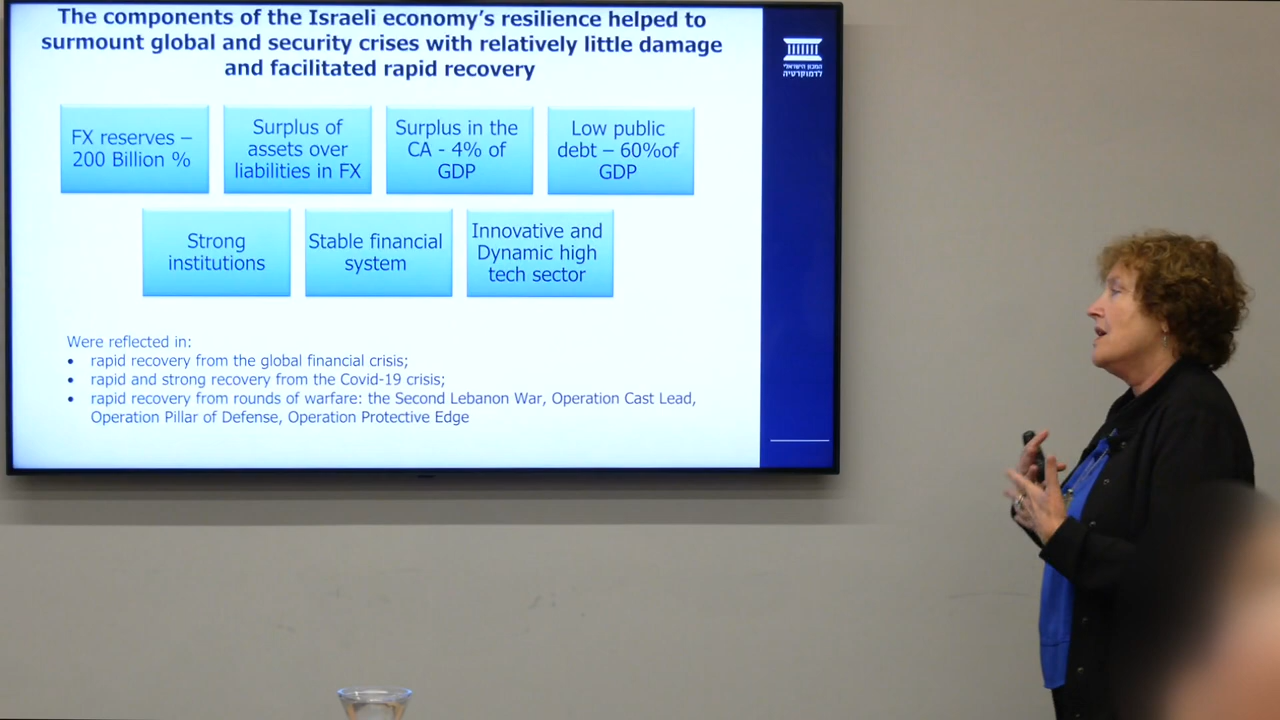 The components of the Israeli economy's resilience helped to
surmount global and security crises with relatively little damage
and facilitated rapid recovery
המכון הישראלי
לדמוקרטיה
FX reserves –
200 Billion %
Surplus of
assets over
liabilities in FX
Surplus in the
CA - 4% of
GDP
Low public
debt – 60%of
GDP
Strong
institutions
Stable financial
system
Innovative and
Dynamic high
tech sector
Were reflected in:
• rapid recovery from the global financial crisis;
• rapid and strong recovery from the Covid-19 crisis;
• rapid recovery from rounds of warfare: the Second Lebanon War, Operation Cast Lead,
Operation Pillar of Defense, Operation Protective Edge